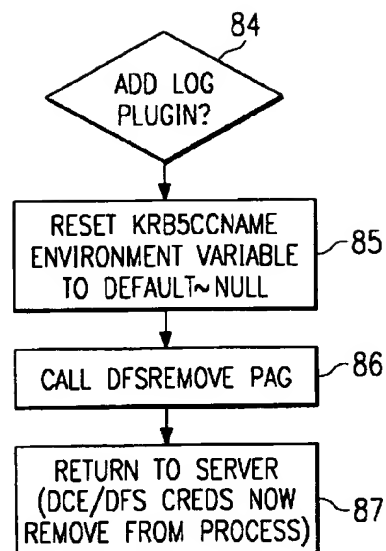 84
ADD LOG
PLUGIN?
RESET KRB5CCNAME
ENVIRONMENT VARIABLE
TO DEFAULT~NULL
85
CALL DFSREMOVE PAG
86
RETURN TO SERVER
(DCE/DFS CREDS NOW
REMOVE FROM PROCESS)
87